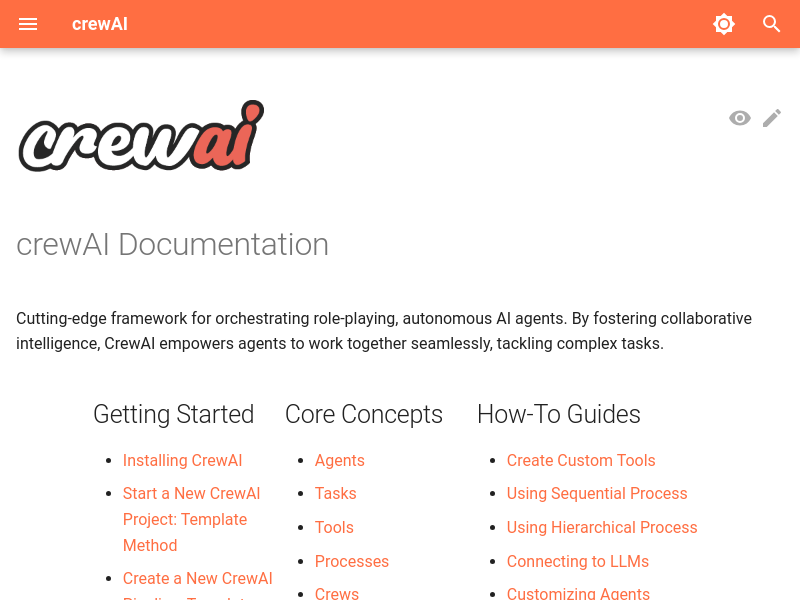 crewAI
crewai
crewAI Documentation
Cutting-edge framework for orchestrating role-playing, autonomous AI agents. By fostering collaborative
intelligence, CrewAI empowers agents to work together seamlessly, tackling complex tasks.
Getting Started
Installing CrewAI
Start a New CrewAI
Project: Template
Method
Create a New CrewAI
Core Concepts
Agents
Tasks
Tools
Processes
Crews
How-To Guides
Create Custom Tools
Using Sequential Process
Using Hierarchical Process
Connecting to LLMs
Customizing Agents